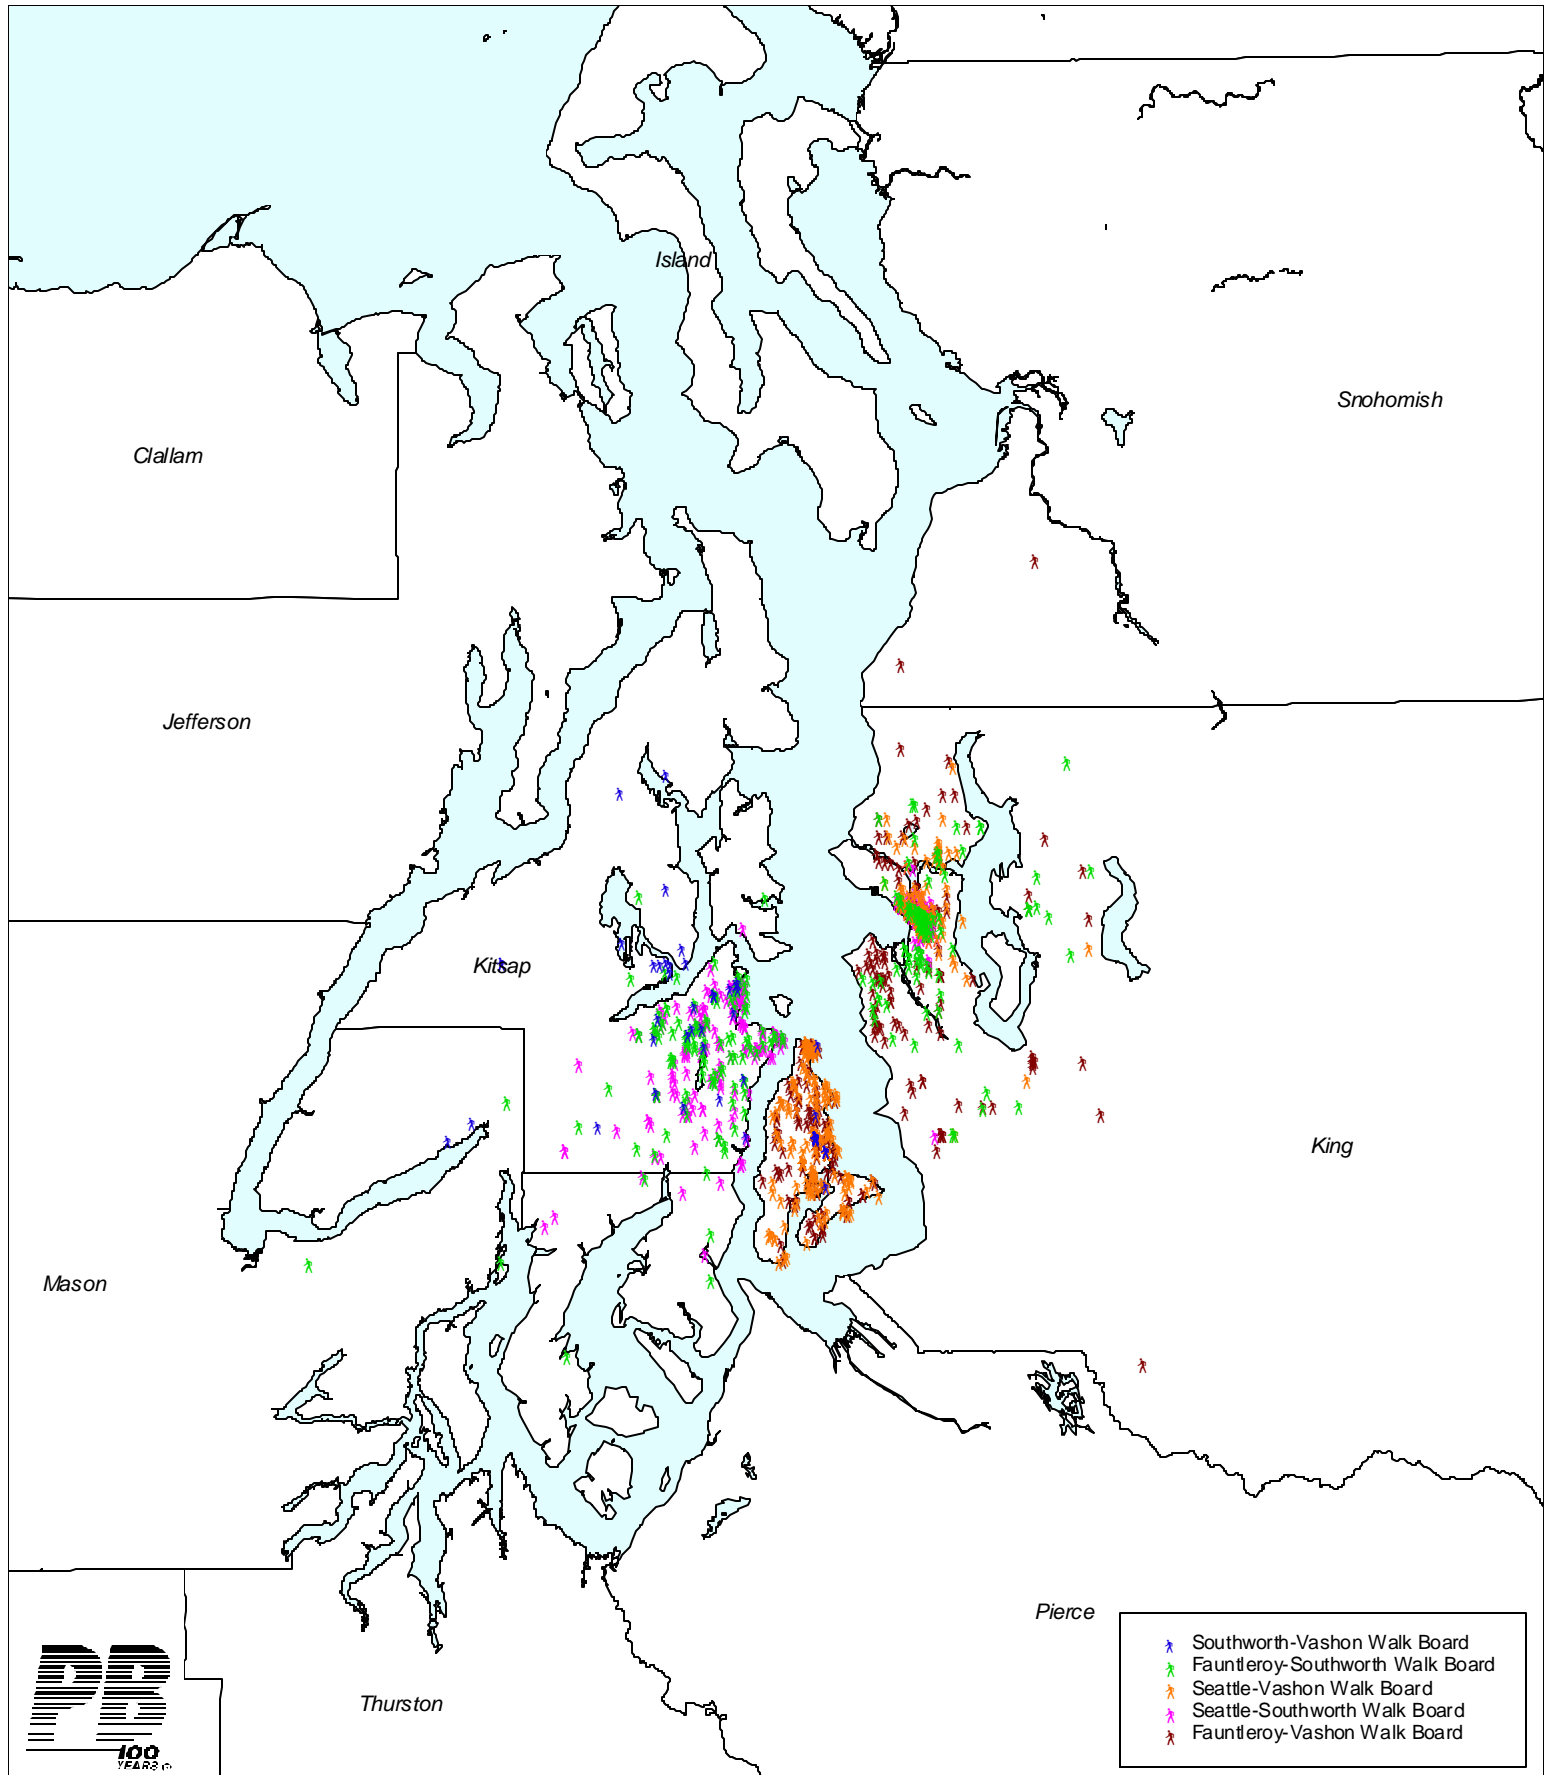 Island
Snohomish
Clallam
Jefferson
Kitsap
King
Mason
Pierce
Southworth-Vashon Walk Board
Fauntleroy-Southworth Walk Board
Seattle-Vashon Walk Board
Seattle-Southworth Walk Board
Fauntleroy-Vashon Walk Board
Thurston
PB
100
YEARS